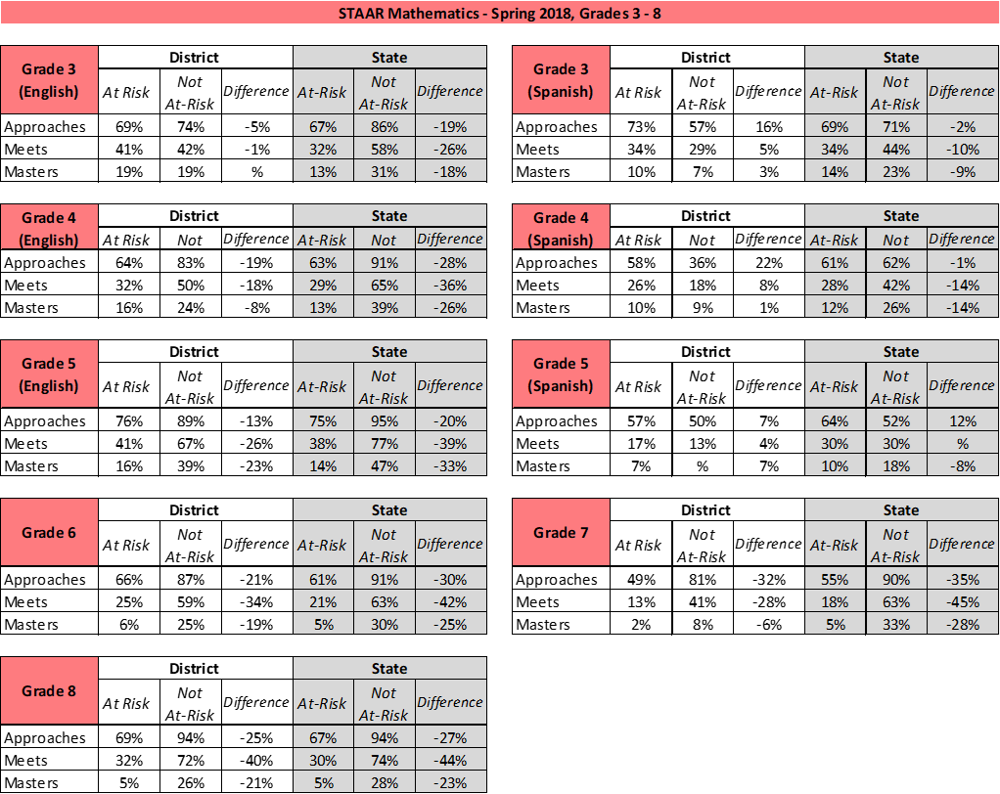 STAAR Mathematics - Spring 2018, Grades 3 - 8
Grade 3 (English) District State
At Risk Not At-Risk Difference At-Risk Not At-Risk Difference
Approaches 69% 74% -5% 67% 86% -19%
Meets 41% 42% -1% 32% 58% -26%
Masters 19% 19% % 13% 31% -18%
Grade 3 (Spanish) District State
At Risk Not At-Risk Difference At-Risk Not At-Risk Difference
Approaches 73% 57% 16% 69% 71% -2%
Meets 34% 29% 5% 34% 44% -10%
Masters 10% 7% 3% 14% 23% -9%
Grade 4 (English) District State
At Risk Not Difference At-Risk Not Difference
Approaches 64% 83% -19% 63% 91% -28%
Meets 32% 50% -18% 29% 65% -36%
Masters 16% 24% -8% 13% 39% -26%
Grade 4 (Spanish) District State
At Risk Not Difference At-Risk Not Difference
Approaches 58% 36% 22% 61% 62% -1%
Meets 26% 18% 8% 28% 42% -14%
Masters 10% 9% 1% 12% 26% -14%
Grade 5 (English) District State
At Risk Not At-Risk Difference At-Risk Not At-Risk Difference
Approaches 76% 89% -13% 75% 95% -20%
Meets 41% 67% -26% 38% 77% -39%
Masters 16% 39% -23% 14% 47% -33%
Grade 5 (Spanish) District State
At Risk Not At-Risk Difference At-Risk Not At-Risk Difference
Approaches 57% 50% 7% 64% 52% 12%
Meets 17% 13% 4% 30% 30% %
Masters 7% % 7% 10% 18% -8%
Grade 6 District State
At Risk Not At-Risk Difference At-Risk Not At-Risk Difference
Approaches 66% 87% -21% 61% 91% -30%
Meets 25% 59% -34% 21% 63% -42%
Masters 6% 25% -19% 5% 30% -25%
Grade 7 District State
At Risk Not At-Risk Difference At-Risk Not At-Risk Difference
Approaches 49% 81% -32% 55% 90% -35%
Meets 13% 41% -28% 18% 63% -45%
Masters 2% 8% -6% 5% 33% -28%
Grade 8 District State
At Risk Not At-Risk Difference At-Risk Not At-Risk Difference
Approaches 69% 94% -25% 67% 94% -27%
Meets 32% 72% -40% 30% 74% -44%
Masters 5% 26% -21% 5% 28% -23%